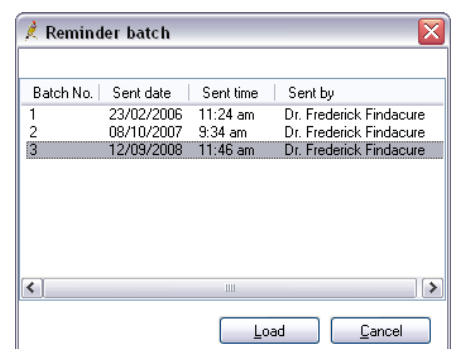 Reminder batch
Batch No. Sent date Sent time Sent by
1 23/02/2006 11:24 am Dr. Frederick Findacure
2 08/10/2007 9:34 am Dr. Frederick Findacure
3 12/09/2008 11:46 am Dr. Frederick Findacure
Load Cancel